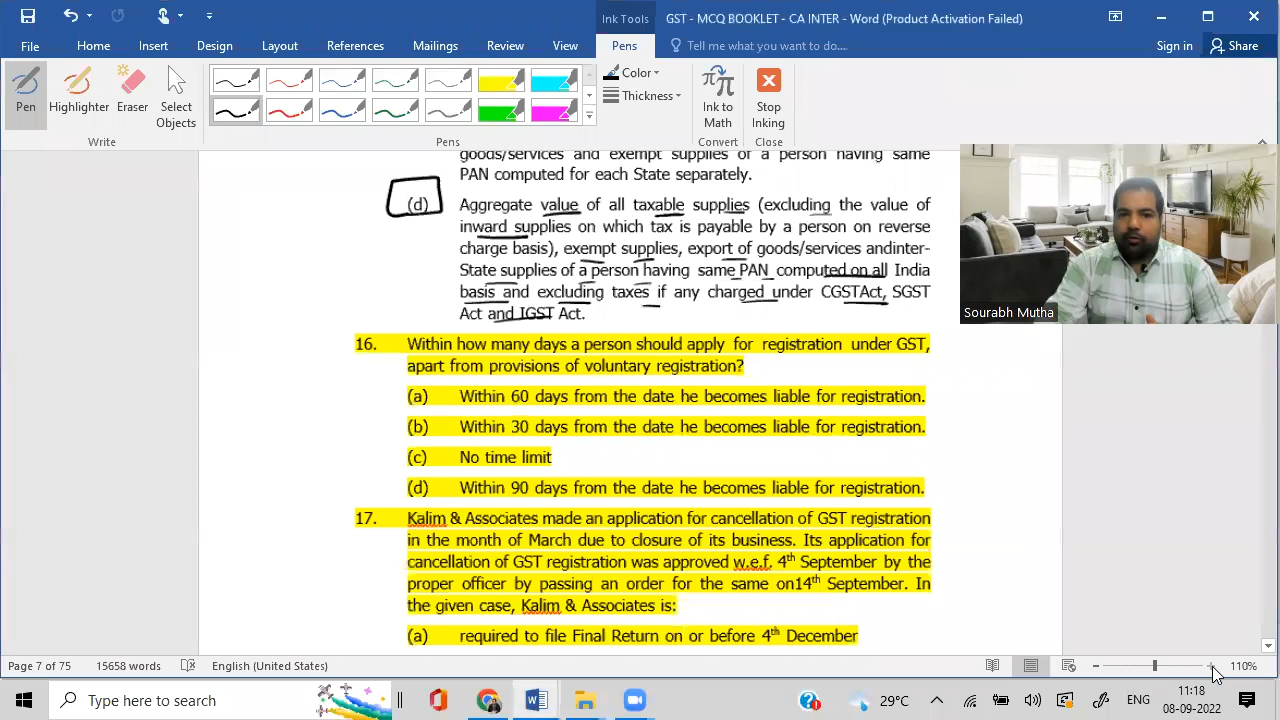 Ink Tools
GST - MCQ BOOKLET - CA INTER - Word (Product Activation Failed)
File Home Insert Design Layout References Mailings Review View Pens Tell me what you want to do.... Sign in Share
Pen Highlighter Eraser Select Objects
Color
Thickness
Ink to Math
Stop Inking
Write Pens Convert Close
goods/services and exempt supplies of a person having same
PAN computed for each State separately.
(d) Aggregate value of all taxable supplies (excluding the value of
inward supplies on which tax is payable by a person on reverse
charge basis), exempt supplies, export of goods/services andinter-
State supplies of a person having same PAN computed on all India
basis and excluding taxes if any charged under CGSTAct, SGST
Act and IGST Act.
Sourabh Mutha
16. Within how many days a person should apply for registration under GST,
apart from provisions of voluntary registration?
(a) Within 60 days from the date he becomes liable for registration.
(b) Within 30 days from the date he becomes liable for registration.
(c) No time limit
(d) Within 90 days from the date he becomes liable for registration.
17. Kalim & Associates made an application for cancellation of GST registration
in the month of March due to closure of its business. Its application for
cancellation of GST registration was approved w.e.f. 4th September by the
proper officer by passing an order for the same on14th September. In
the given case, Kalim & Associates is:
(a) required to file Final Return on or before 4th December
Page 7 of 75 15658 words English (United States) 110%
Type here to search
29°C ENG 11:18
08-09-2022